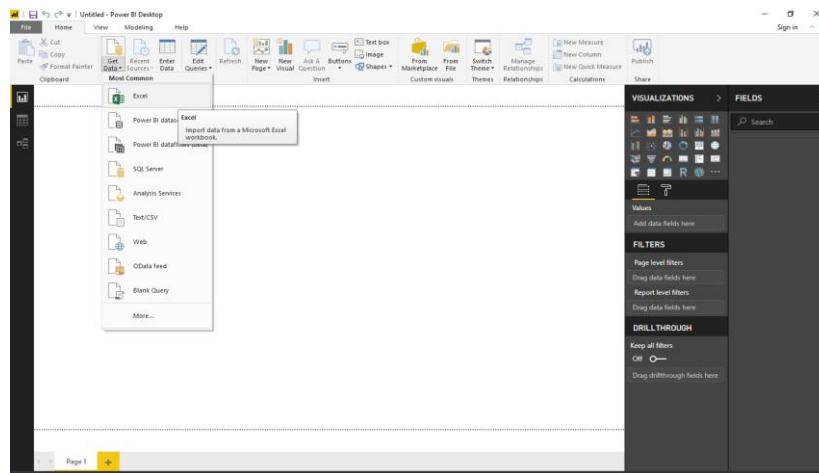 Untitled - Power BI Desktop
File Home View Modeling Help
Sign in
Paste
Cut
Copy
Format Painter
Clipboard
Get Data
Recent Sources
Enter Data
Edit Queries
Refresh
New Page
New Visual
Ask A Question
Buttons
Text box
Image
Shapes
Insert
From Marketplace
From File
Custom visuals
Switch Theme
Themes
Manage Relationships
Relationships
New Measure
New Column
New Quick Measure
Calculations
Publish
Share
Most Common
Excel
Power BI datas
Excel
Import data from a Microsoft Excel
workbook.
Power BI dataf
SQL Server
Analysis Services
Text/CSV
Web
OData feed
Blank Query
More...
VISUALIZATIONS
R
Values
Add data fields here
FILTERS
Page level filters
Drag data fields here
Report level filters
Drag data fields here
DRILLTHROUGH
Keep all filters
Off
Drag drillthrough fields here
FIELDS
Search
Page 1